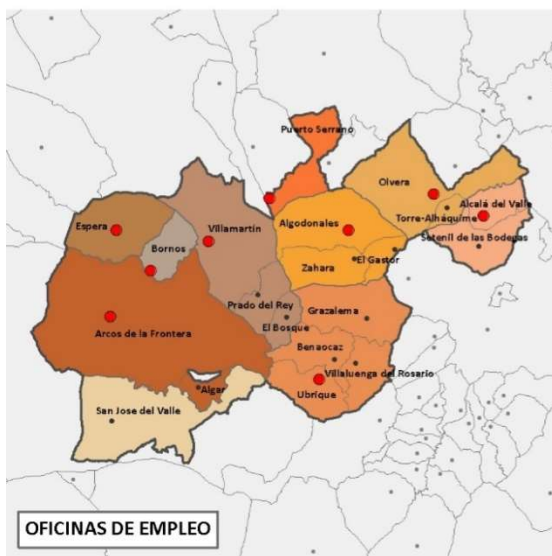 Puerto Serrano
Olvera
Alcalá del Valle
Torre-Alháquime
Setenil de las Bodegas
Espera
Villamartín
Algodonales
Bornos
El Gastor
Zahara
Prado del Rey
Grazalema
El Bosque
Arcos de la Frontera
Benaocaz
Villaluenga del Rosario
Algar
Ubrique
San Jose del Valle
OFICINAS DE EMPLEO